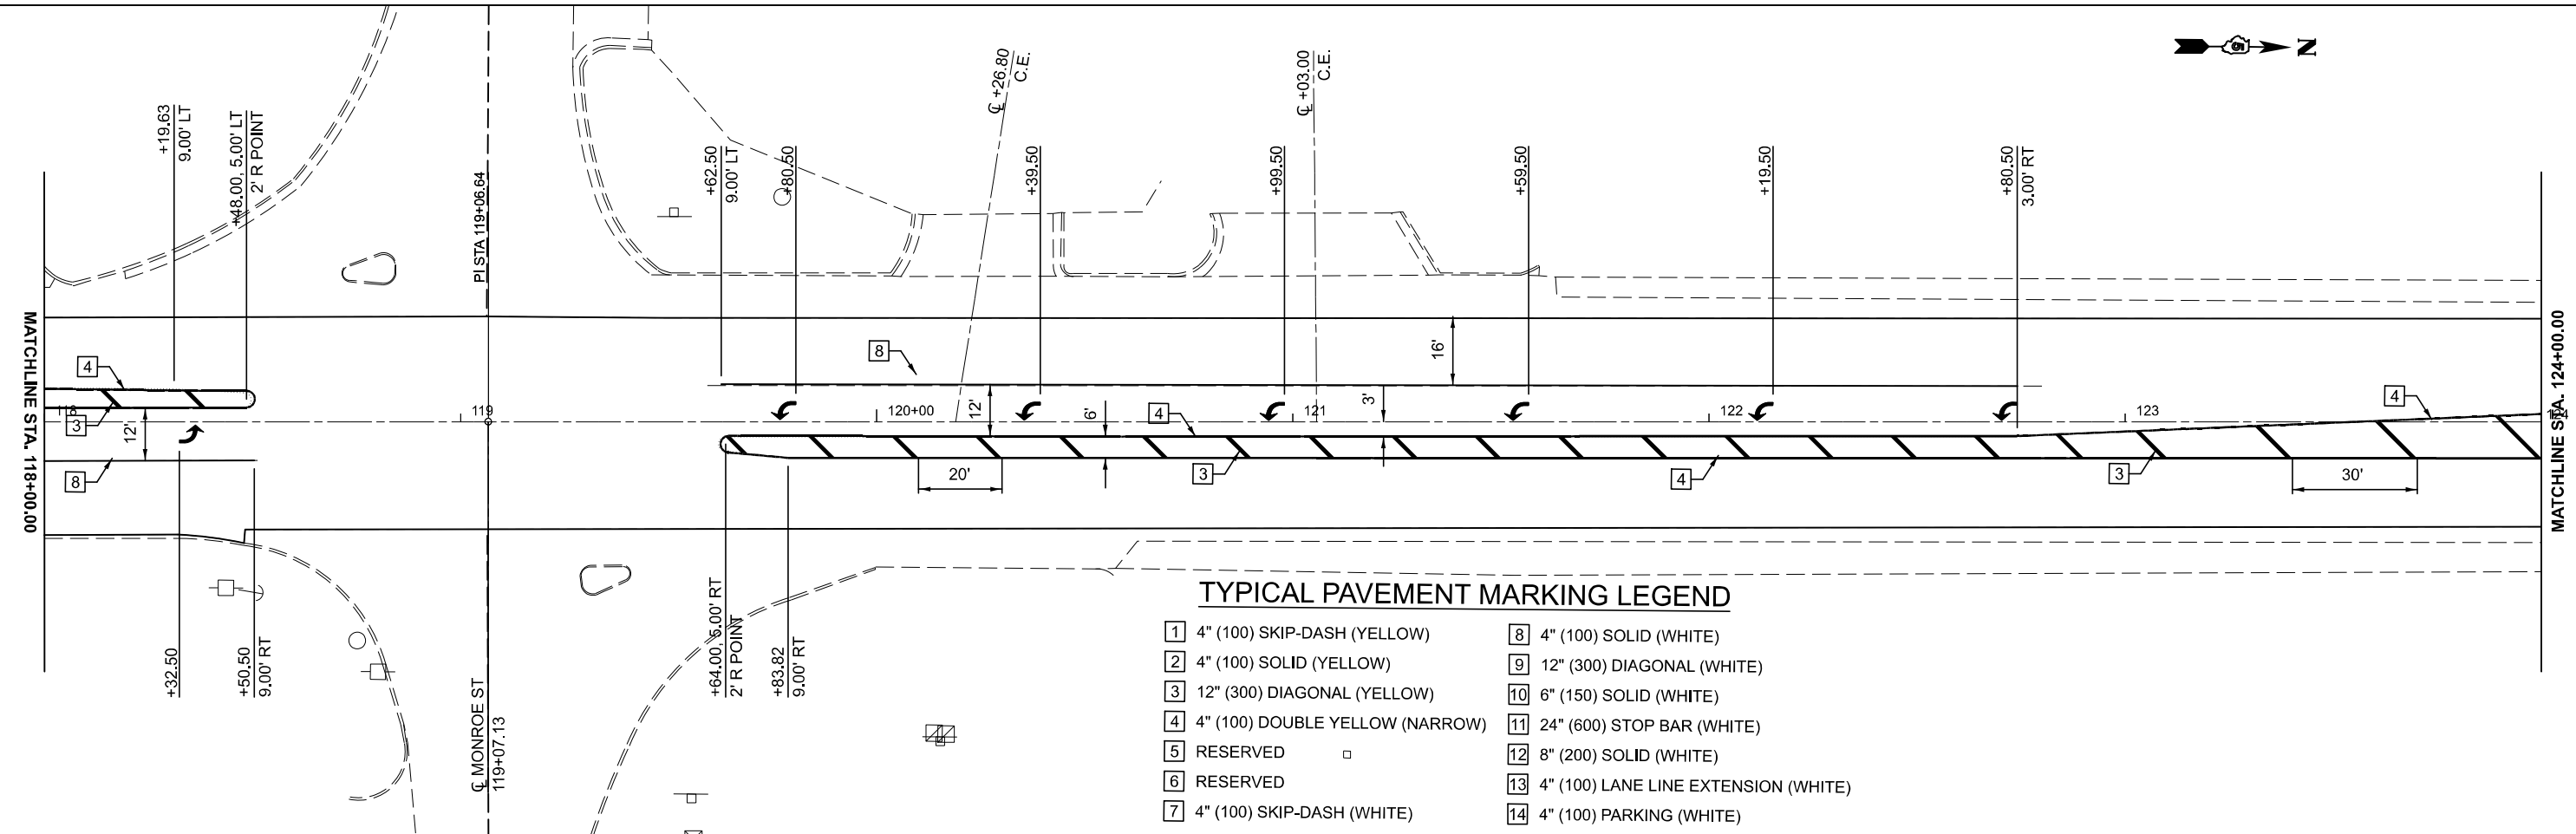 N
℄ +26.80
C.E.
℄ +03.00
C.E.
+19.63
9.00' LT
+48.00, 5.00' LT
2' R POINT
PI STA 119+06.64
+62.50
9.00' LT
+80.50
+39.50
+99.50
+59.50
+19.50
+80.50
3.00' RT
MATCHLINE STA. 118+00.00
4
3
118
12'
8
119
8
120+00
12'
6'
4
121
3'
16'
122
123
4
124
MATCHLINE STA. 124+00.00
20'
3
4
3
30'
+32.50
+50.50
9.00' RT
℄ MONROE ST
119+07.13
+64.00, 5.00' RT
2' R POINT
+83.82
9.00' RT
TYPICAL PAVEMENT MARKING LEGEND
1 4" (100) SKIP-DASH (YELLOW)
2 4" (100) SOLID (YELLOW)
3 12" (300) DIAGONAL (YELLOW)
4 4" (100) DOUBLE YELLOW (NARROW)
5 RESERVED
6 RESERVED
7 4" (100) SKIP-DASH (WHITE)
8 4" (100) SOLID (WHITE)
9 12" (300) DIAGONAL (WHITE)
10 6" (150) SOLID (WHITE)
11 24" (600) STOP BAR (WHITE)
12 8" (200) SOLID (WHITE)
13 4" (100) LANE LINE EXTENSION (WHITE)
14 4" (100) PARKING (WHITE)